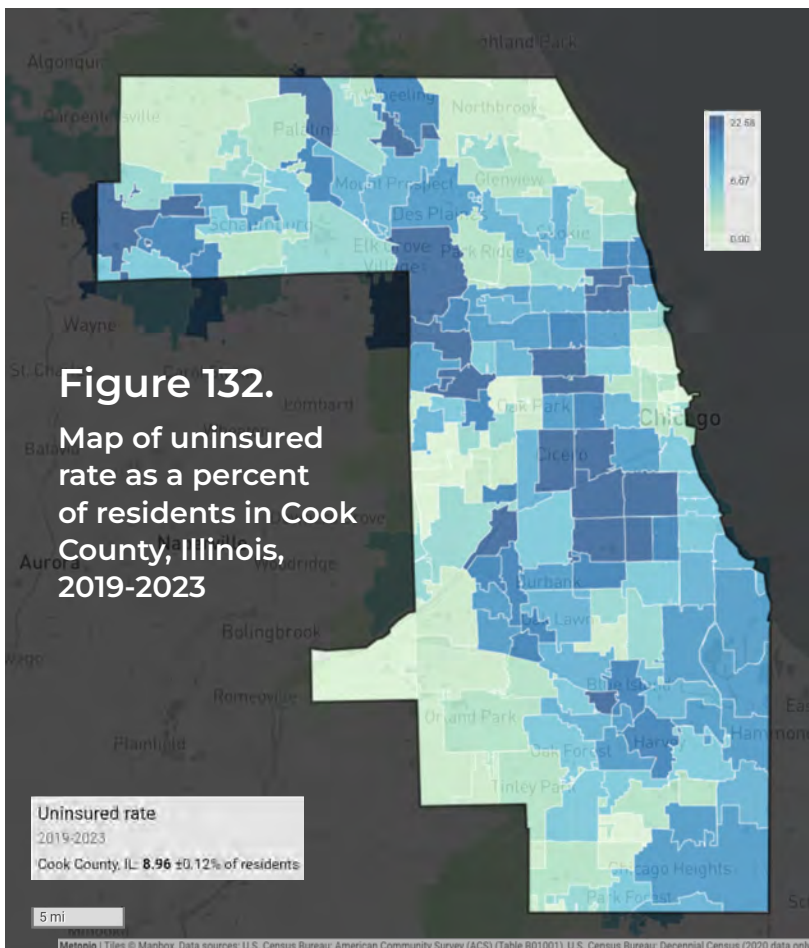 Highland Park
Algonquin
Carpentersville
Wheeling
Northbrook
Palatine
22.58
Mount Prospect
Glenview
6.67
Des Plaines
Schaumburg
Skokie
0.00
Elk Grove
Village
Park Ridge
Wayne
St. Charles
Figure 132.
Lombard
Oak Park
Chicago
Map of uninsured
rate as a percent
of residents in Cook
County, Illinois,
2019-2023
Batavia
Cicero
Aurora
Woodridge
Burbank
Oak Lawn
Bolingbrook
Blue Island
Romeoville
Orland Park
Harvey
Hammond
Plainfield
Oak Forest
Tinley Park
Uninsured rate
2019-2023
Cook County, IL: 8.96 ±0.12% of residents
Chicago Heights
Park Forest
5 mi
Metopio | Tiles © Mapbox. Data sources: U.S. Census Bureau: American Community Survey (ACS) (Table B01001), U.S. Census Bureau: Decennial Census (2020 data